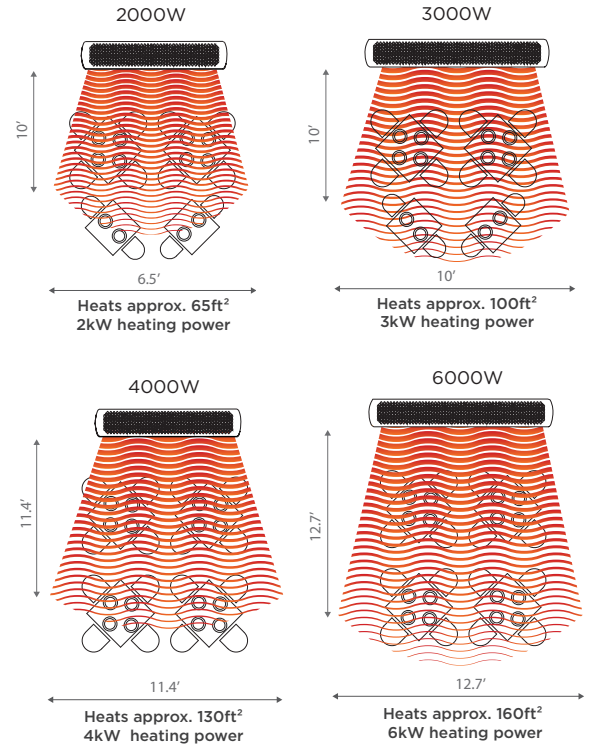 2000W
10′
6.5′
Heats approx. 65ft²
2kW heating power
3000W
10′
10′
Heats approx. 100ft²
3kW heating power
4000W
11.4′
11.4′
Heats approx. 130ft²
4kW heating power
6000W
12.7′
12.7′
Heats approx. 160ft²
6kW heating power